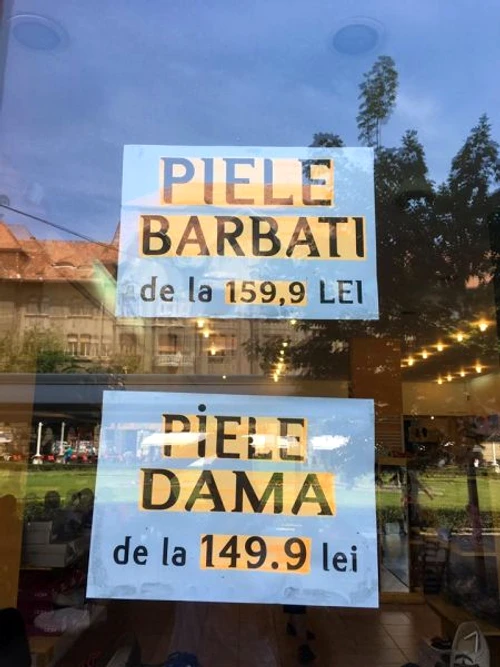 PIELE
BARBATI
de la 159,9 LEI
PiELE
DAMA
de la 149.9 lei